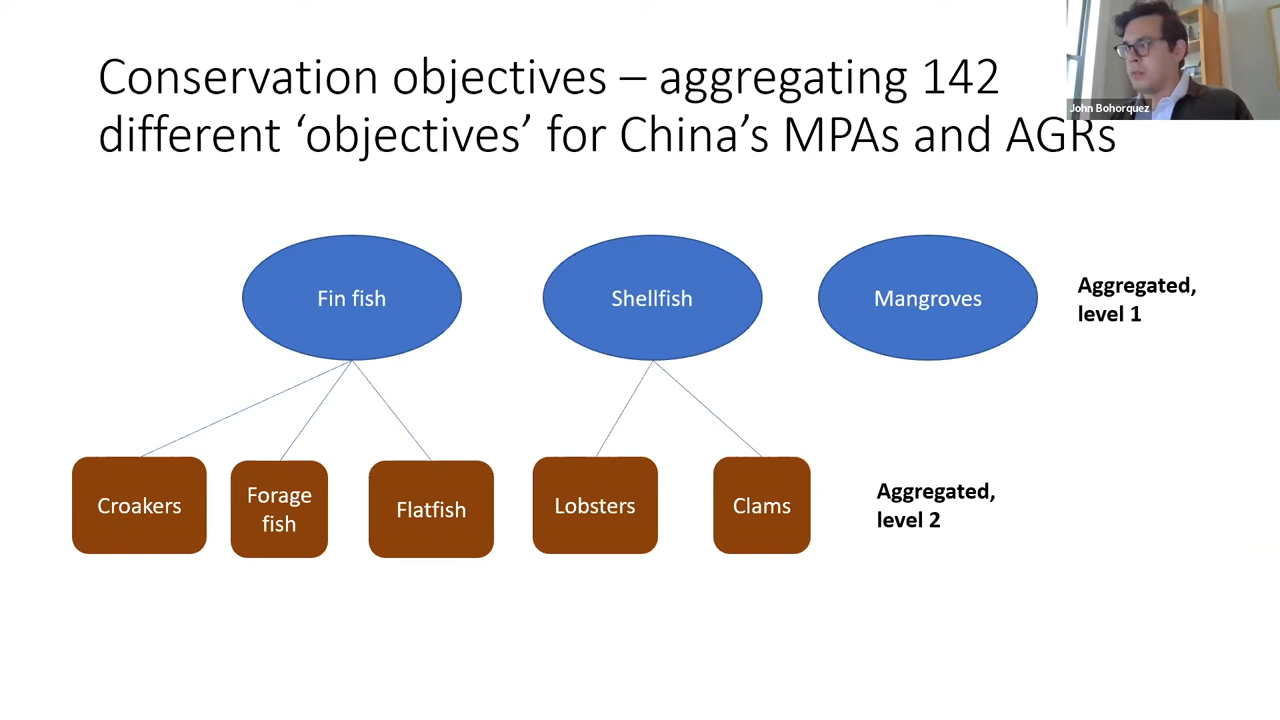 Conservation objectives – aggregating 142
different ‘objectives’ for China’s MPAs and AGRs
John Bohorquez
Fin fish
Shellfish
Mangroves
Aggregated,
level 1
Croakers
Forage
fish
Flatfish
Lobsters
Clams
Aggregated,
level 2